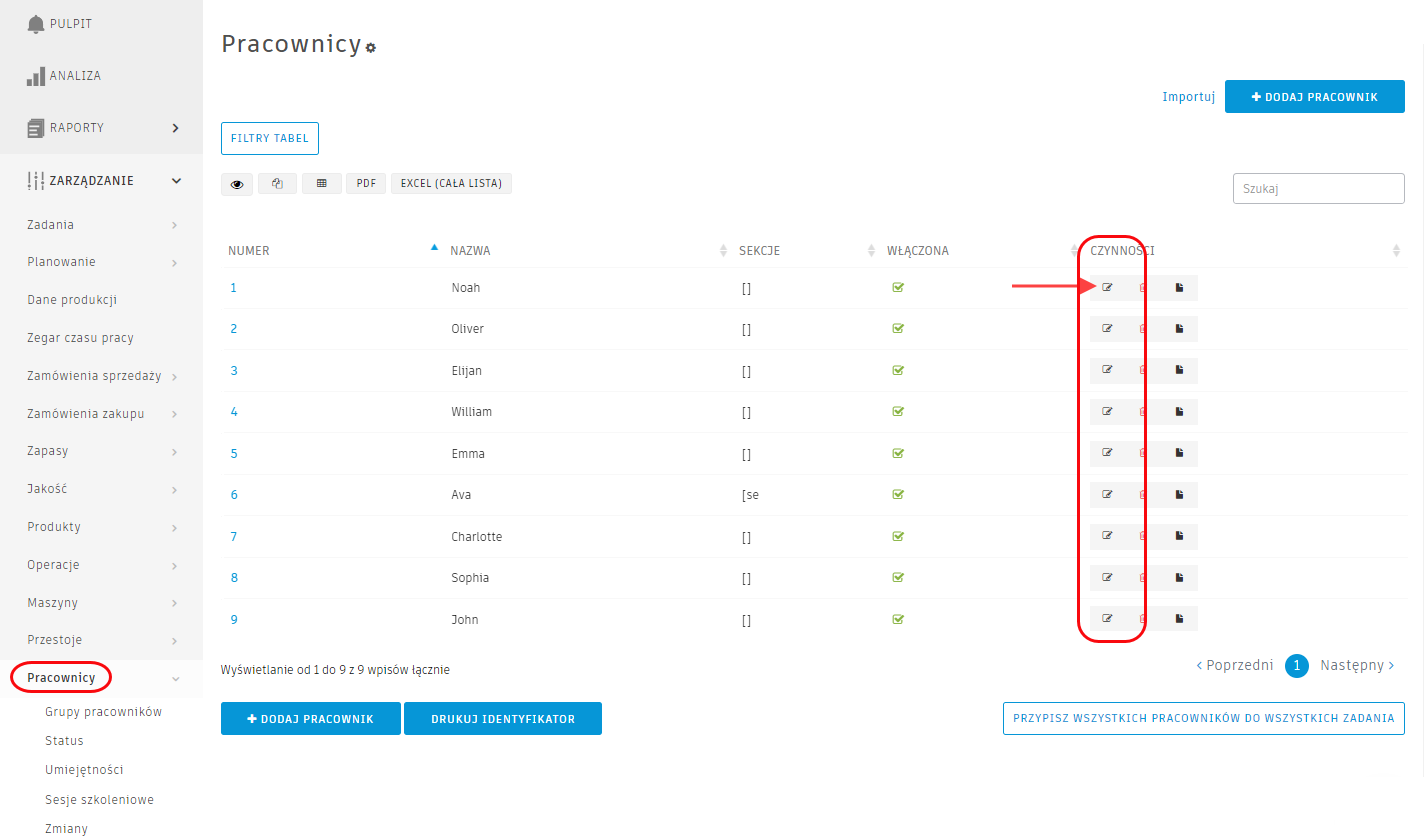 PULPIT
ANALIZA
RAPORTY
ZARZĄDZANIE
Zadania
Planowanie
Dane produkcji
Zegar czasu pracy
Zamówienia sprzedaży
Zamówienia zakupu
Zapasy
Jakość
Produkty
Operacje
Maszyny
Przestoje
Pracownicy
Grupy pracowników
Status
Umiejętności
Sesje szkoleniowe
Zmiany
Pracownicy
Importuj DODAJ PRACOWNIK
FILTRY TABEL
PDF EXCEL (CAŁA LISTA) Szukaj
NUMER NAZWA SEKCJE WŁĄCZONA CZYNNOŚCI
1 Noah []
2 Oliver []
3 Elijan []
4 William []
5 Emma []
6 Ava [se
7 Charlotte []
8 Sophia []
9 John []
Wyświetlanie od 1 do 9 z 9 wpisów łącznie Poprzedni 1 Następny
DODAJ PRACOWNIK DRUKUJ IDENTYFIKATOR PRZYPISZ WSZYSTKICH PRACOWNIKÓW DO WSZYSTKICH ZADANIA